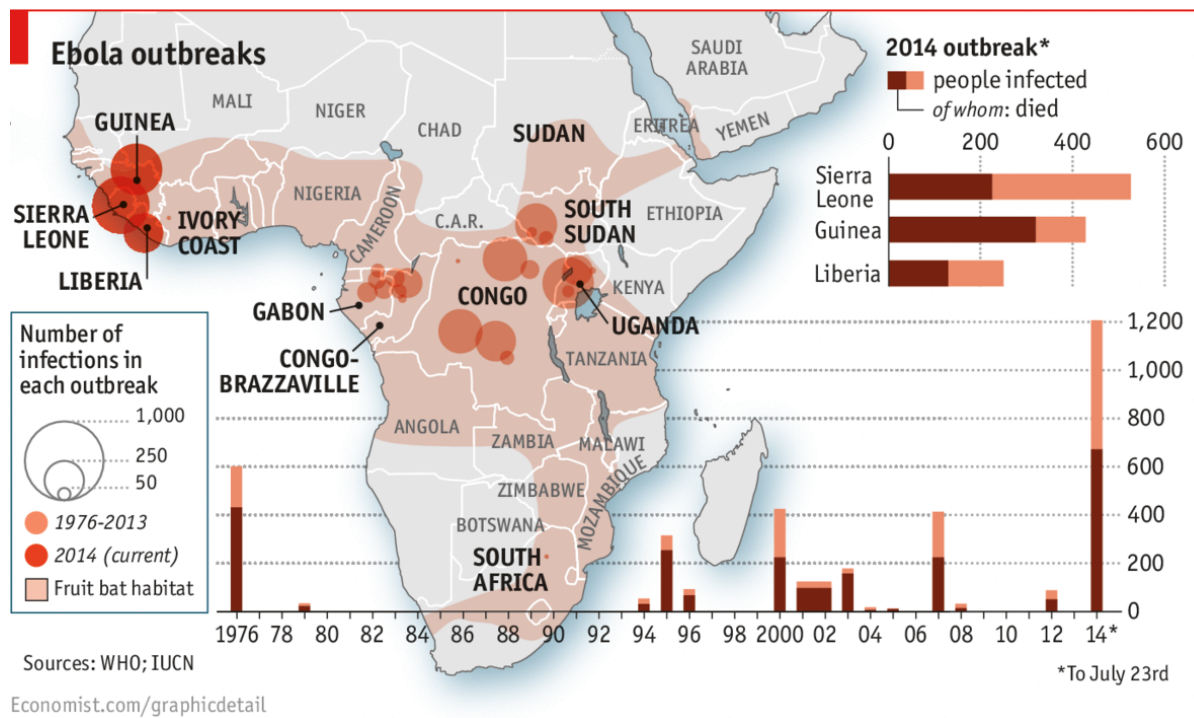 Ebola outbreaks
2014 outbreak*
people infected
of whom: died
0 200 400 600
Sierra
Leone
Guinea
Liberia
SAUDI
ARABIA
MALI
NIGER
CHAD
SUDAN
ERITREA
YEMEN
GUINEA
NIGERIA
SIERRA
LEONE
IVORY
COAST
CAMEROON
C.A.R.
SOUTH
SUDAN
ETHIOPIA
LIBERIA
GABON
CONGO
KENYA
UGANDA
CONGO-
BRAZZAVILLE
TANZANIA
ANGOLA
ZAMBIA
MALAWI
ZIMBABWE
MOZAMBIQUE
BOTSWANA
SOUTH
AFRICA
Number of
infections in
each outbreak
1,000
250
50
1976-2013
2014 (current)
Fruit bat habitat
1,200
1,000
800
600
400
200
0
1976 78 80 82 84 86 88 90 92 94 96 98 2000 02 04 06 08 10 12 14*
Sources: WHO; IUCN
*To July 23rd
Economist.com/graphicdetail